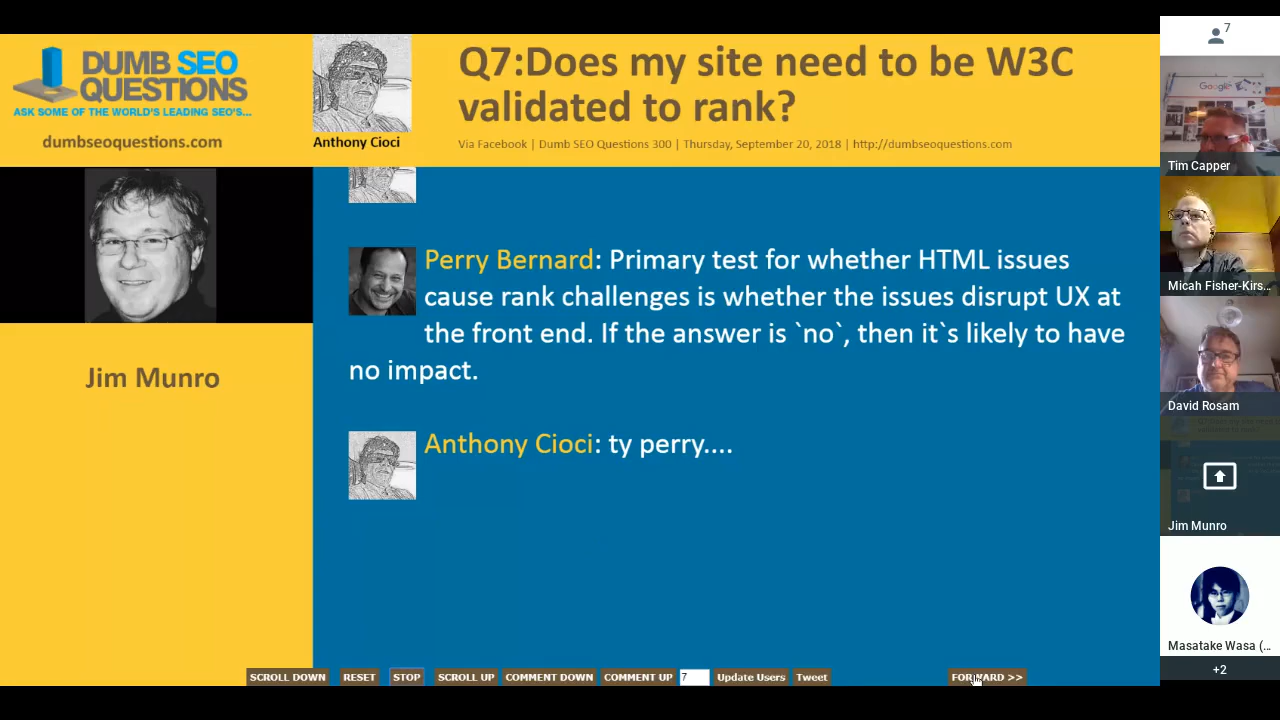 DUMB SEO
QUESTIONS
ASK SOME OF THE WORLD'S LEADING SEO'S...
dumbseoquestions.com
Anthony Cioci
Q7:Does my site need to be W3C
validated to rank?
Via Facebook | Dumb SEO Questions 300 | Thursday, September 20, 2018 | http://dumbseoquestions.com
Jim Munro
Perry Bernard: Primary test for whether HTML issues
cause rank challenges is whether the issues disrupt UX at
the front end. If the answer is `no`, then it`s likely to have
no impact.
Anthony Cioci: ty perry....
SCROLL DOWN RESET STOP SCROLL UP COMMENT DOWN COMMENT UP 7 Update Users Tweet FORWARD >>
7
Google
Tim Capper
Micah Fisher-Kirs...
David Rosam
Jim Munro
Masatake Wasa (...
+2